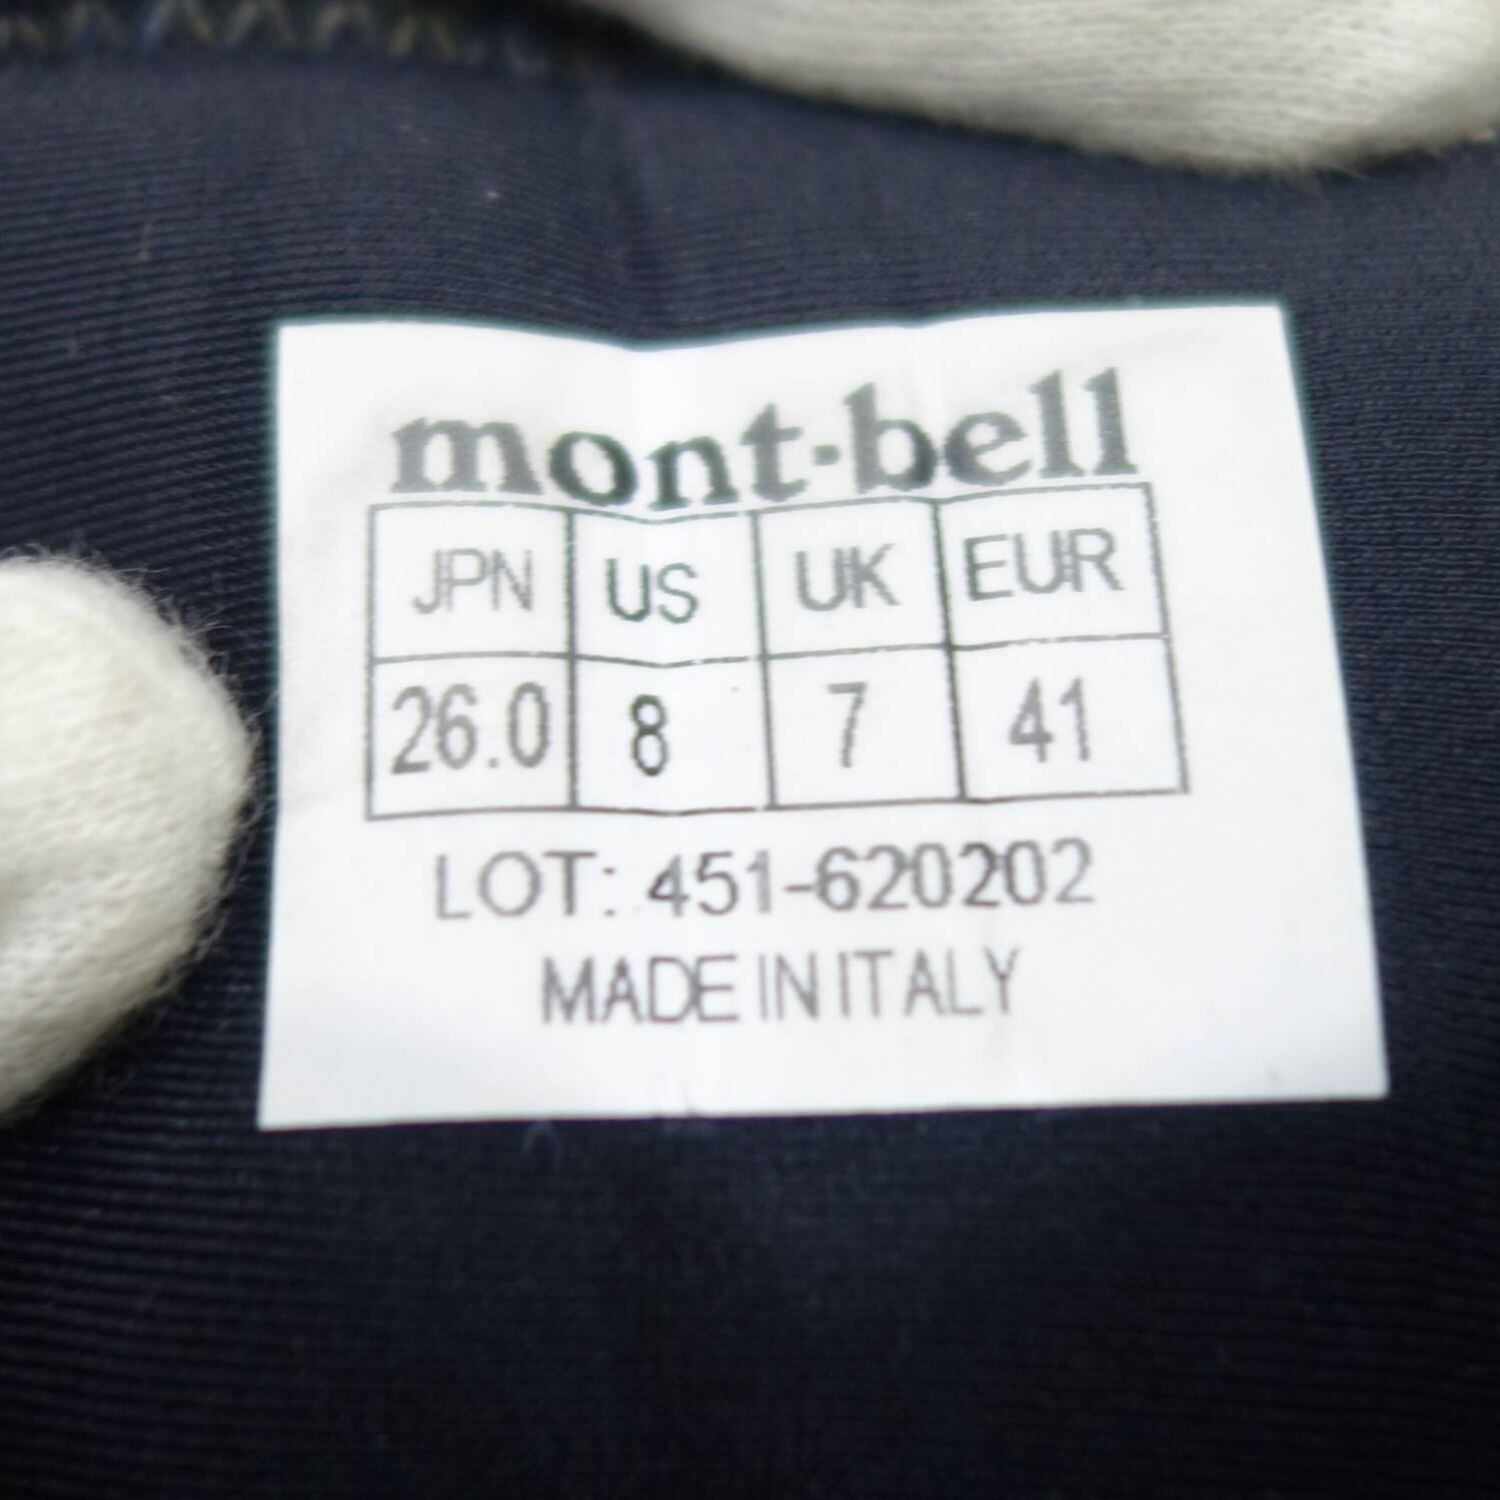 mont·bell
JPN US UK EUR
26.0 8 7 41
LOT: 451-620202
MADE IN ITALY